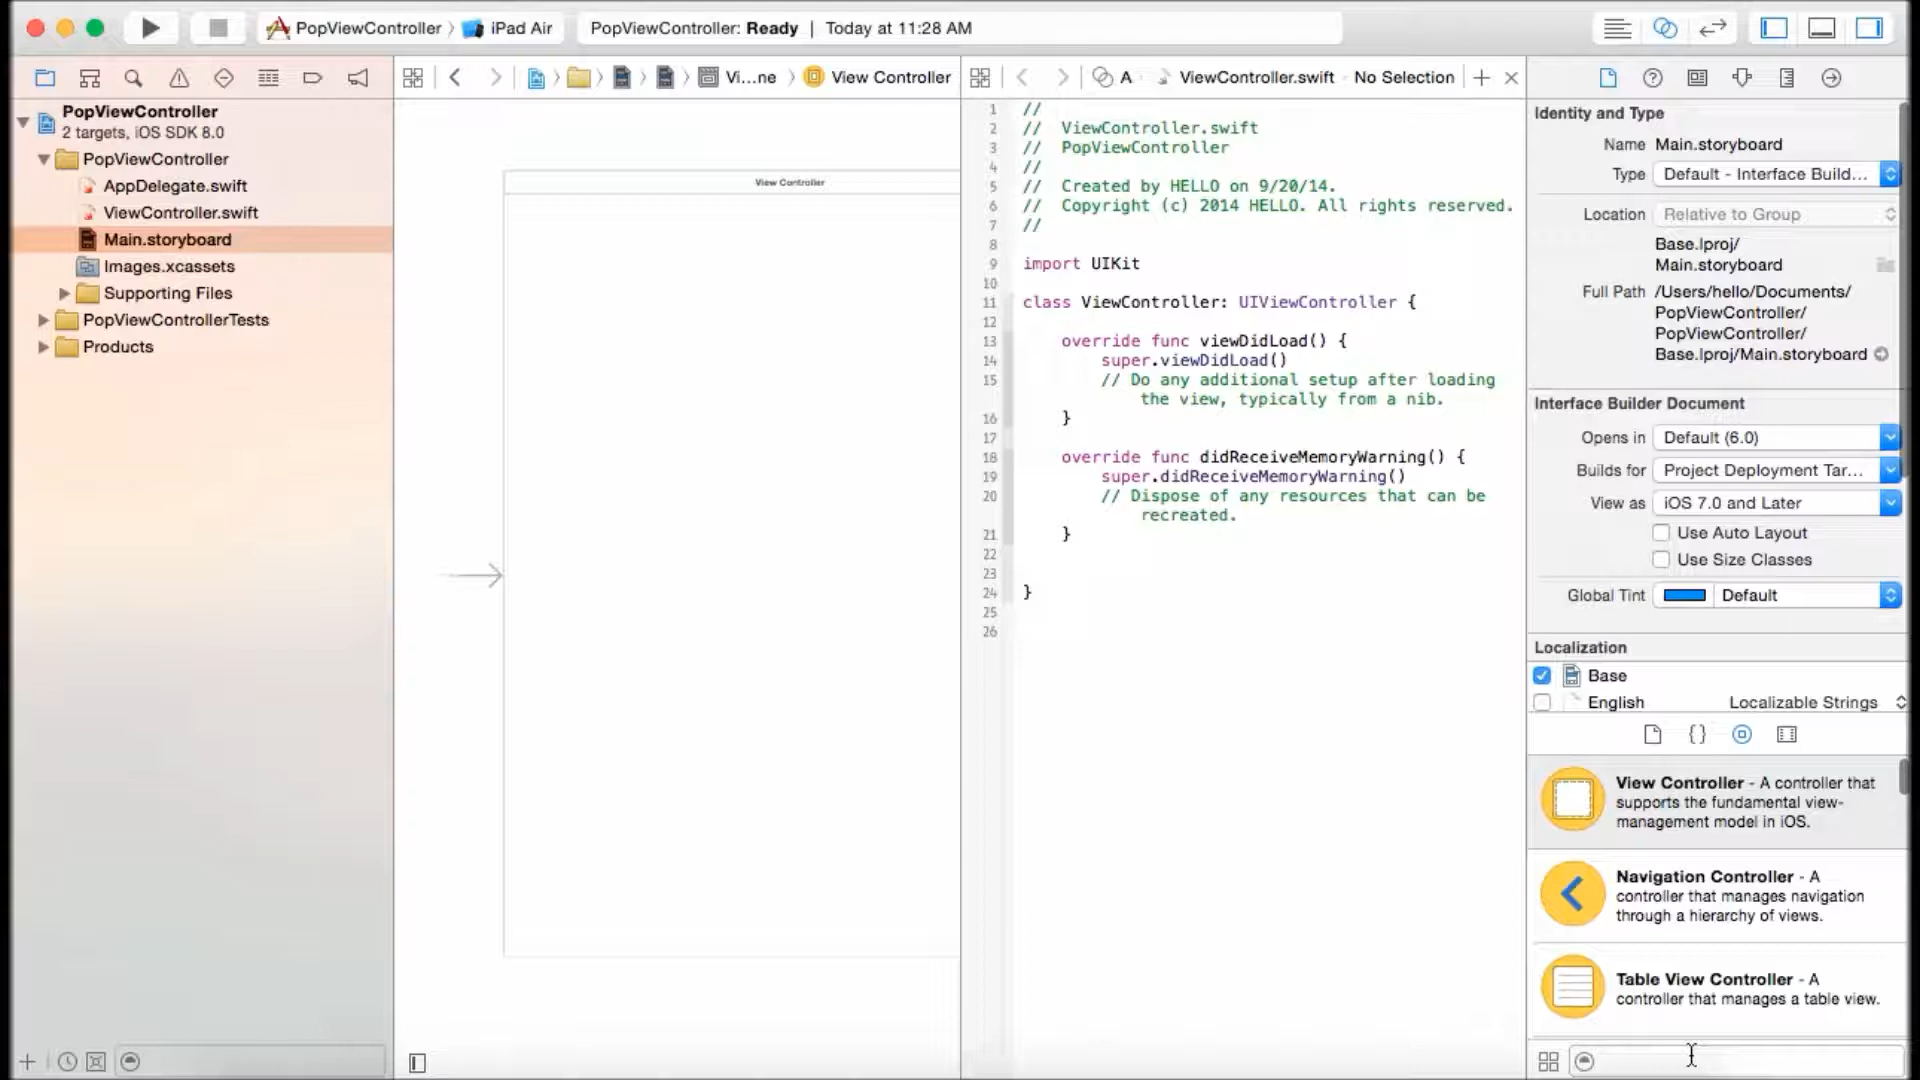 PopViewController iPad Air
PopViewController: Ready | Today at 11:28 AM
PopViewController
2 targets, iOS SDK 8.0
PopViewController
AppDelegate.swift
ViewController.swift
Main.storyboard
Images.xcassets
Supporting Files
PopViewControllerTests
Products
Vi...ne View Controller
View Controller
A ViewController.swift No Selection
1 //
2 // ViewController.swift
3 // PopViewController
4 //
5 // Created by HELLO on 9/20/14.
6 // Copyright (c) 2014 HELLO. All rights reserved.
7 //
8
9 import UIKit
10
11 class ViewController: UIViewController {
12
13 override func viewDidLoad() {
14 super.viewDidLoad()
15 // Do any additional setup after loading
the view, typically from a nib.
16 }
17
18 override func didReceiveMemoryWarning() {
19 super.didReceiveMemoryWarning()
20 // Dispose of any resources that can be
recreated.
21 }
22
23
24 }
25
26
Identity and Type
Name Main.storyboard
Type Default - Interface Build...
Location Relative to Group
Base.lproj/
Main.storyboard
Full Path /Users/hello/Documents/
PopViewController/
PopViewController/
Base.lproj/Main.storyboard
Interface Builder Document
Opens in Default (6.0)
Builds for Project Deployment Tar...
View as iOS 7.0 and Later
Use Auto Layout
Use Size Classes
Global Tint Default
Localization
Base
English Localizable Strings
{}
View Controller - A controller that
supports the fundamental view-
management model in iOS.
Navigation Controller - A
controller that manages navigation
through a hierarchy of views.
Table View Controller - A
controller that manages a table view.